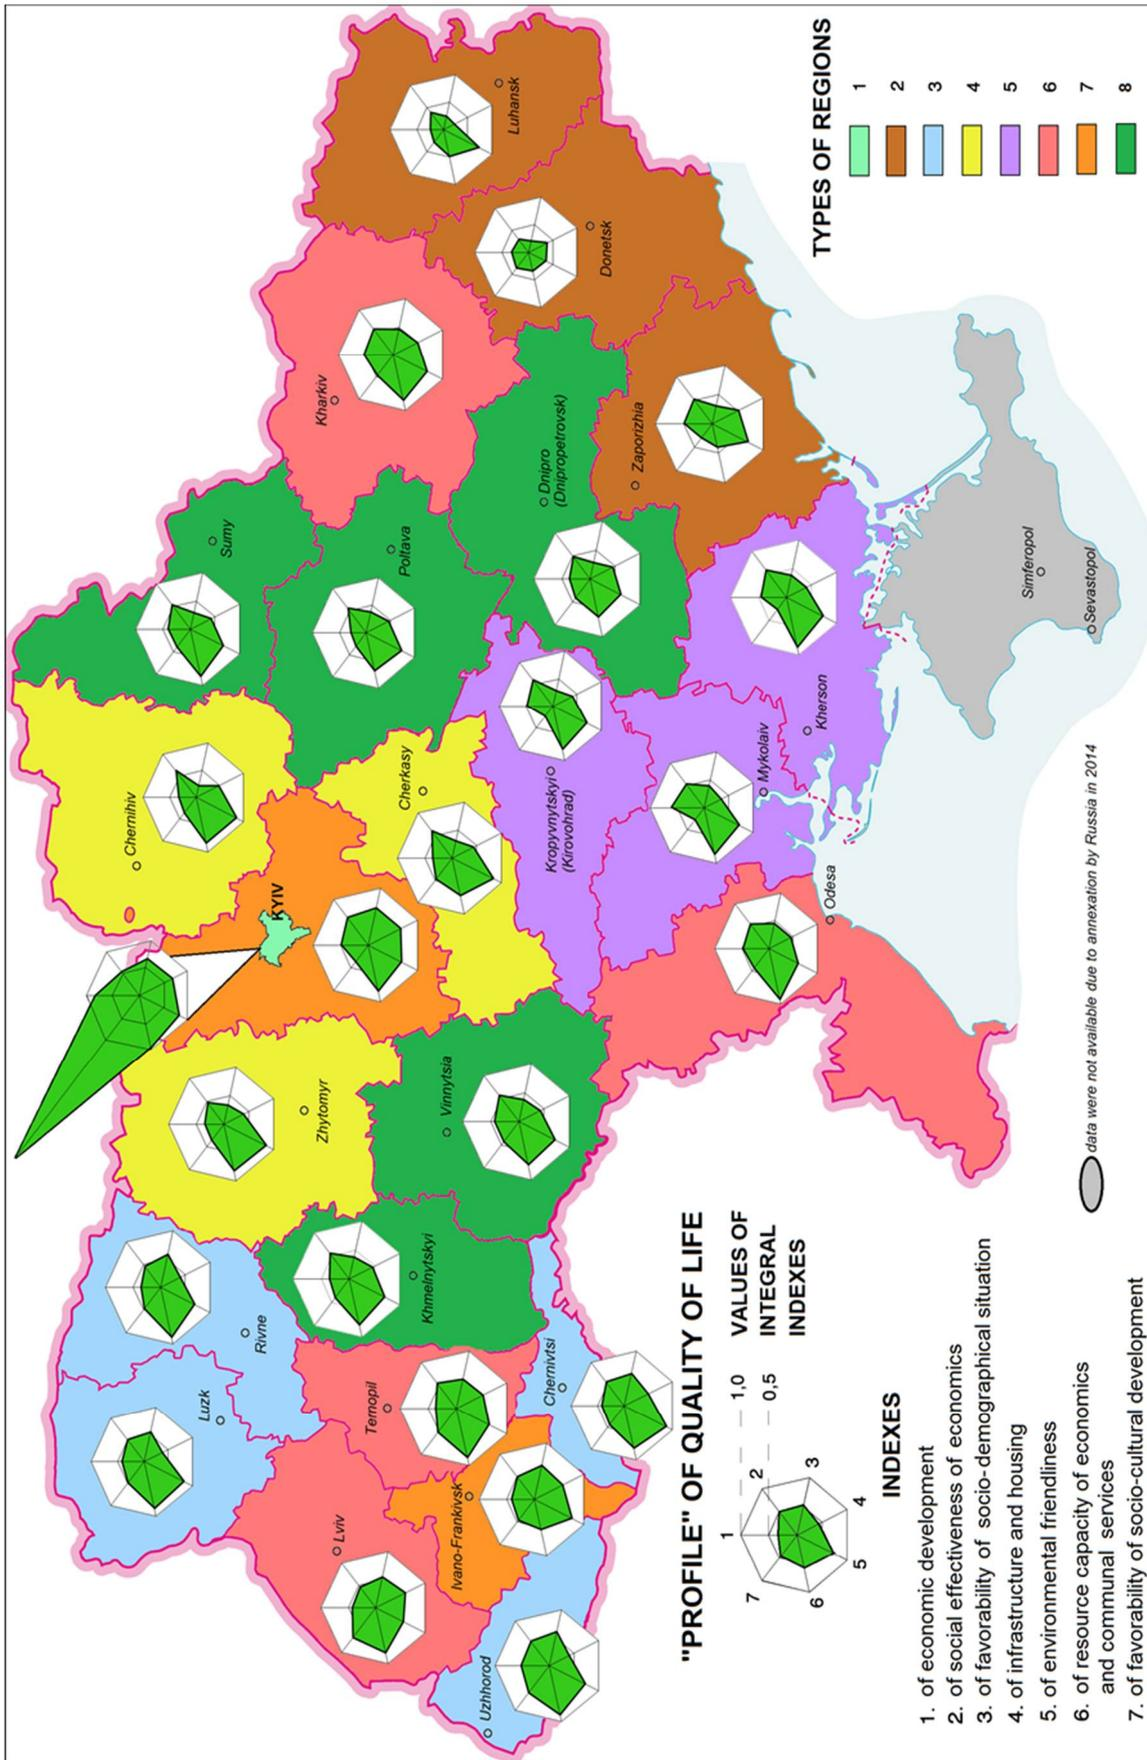 Luhansk
Donetsk
Kharkiv
Zaporizhia
Dnipro
(Dnipropetrovsk)
Sumy
Poltava
Chernihiv
Cherkasy
Kropyvnytskyi
(Kirovohrad)
Mykolaiv
Kherson
Simferopol
Sevastopol
KYIV
Odesa
Zhytomyr
Vinnytsia
Khmelnytskyi
Rivne
Luzk
Ternopil
Chernivtsi
Lviv
Ivano-Frankivsk
Uzhhorod
TYPES OF REGIONS
1
2
3
4
5
6
7
8
"PROFILE" OF QUALITY OF LIFE
VALUES OF
INTEGRAL
INDEXES
1,0
0,5
1
2
3
4
5
6
7
INDEXES
1. of economic development
2. of social effectiveness of economics
3. of favorability of socio-demographical situation
4. of infrastructure and housing
5. of environmental friendliness
6. of resource capacity of economics
and communal services
7. of favorability of socio-cultural development
data were not available due to annexation by Russia in 2014